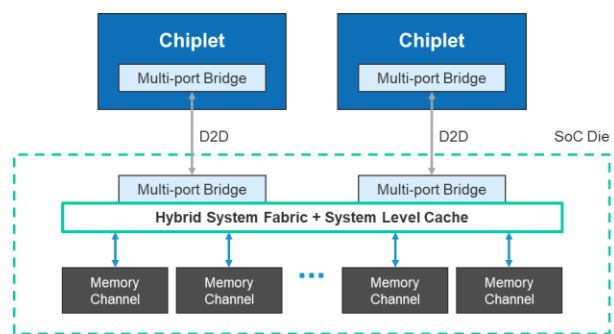 Chiplet
Chiplet
Multi-port Bridge
Multi-port Bridge
D2D
D2D
SoC Die
Multi-port Bridge
Multi-port Bridge
Hybrid System Fabric + System Level Cache
Memory
Channel
Memory
Channel
Memory
Channel
Memory
Channel